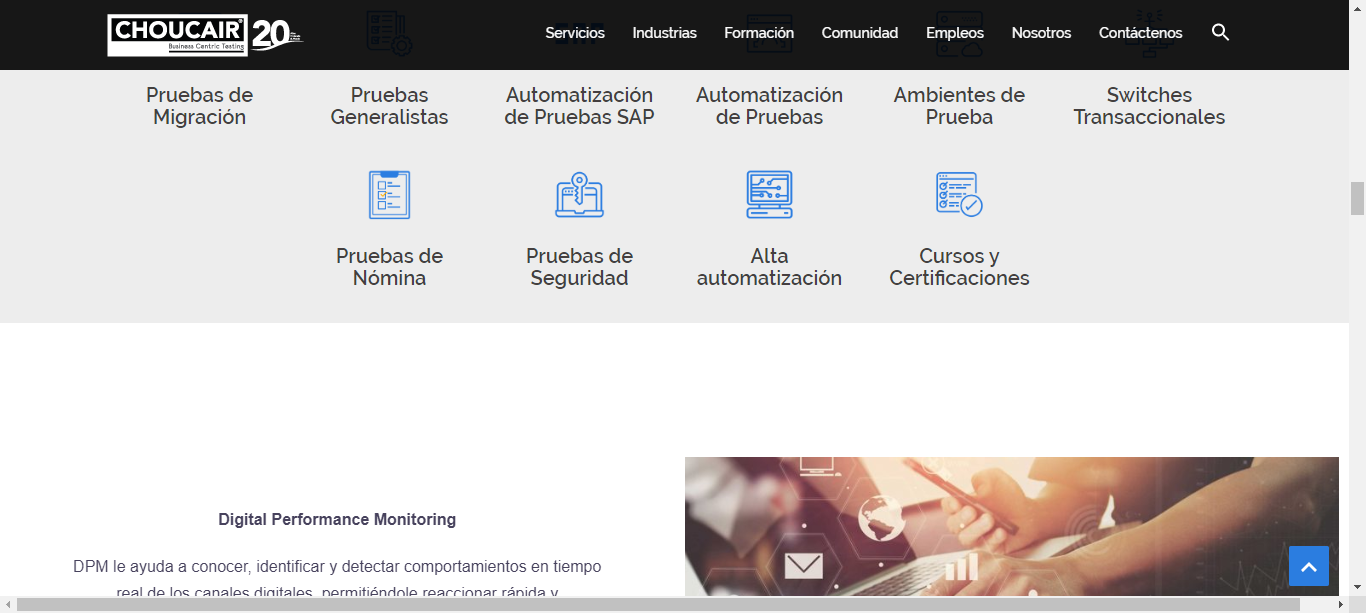 CHOUCAIR
Business Centric Testing
20
Servicios
Industrias
Formación
Comunidad
Empleos
Nosotros
Contáctenos
Pruebas de
Migración
Pruebas
Generalistas
Automatización
de Pruebas SAP
Automatización
de Pruebas
Ambientes de
Prueba
Switches
Transaccionales
Pruebas de
Nómina
Pruebas de
Seguridad
Alta
automatización
Cursos y
Certificaciones
Digital Performance Monitoring
DPM le ayuda a conocer, identificar y detectar comportamientos en tiempo
real de los canales digitales, permitiéndole reaccionar rápida y